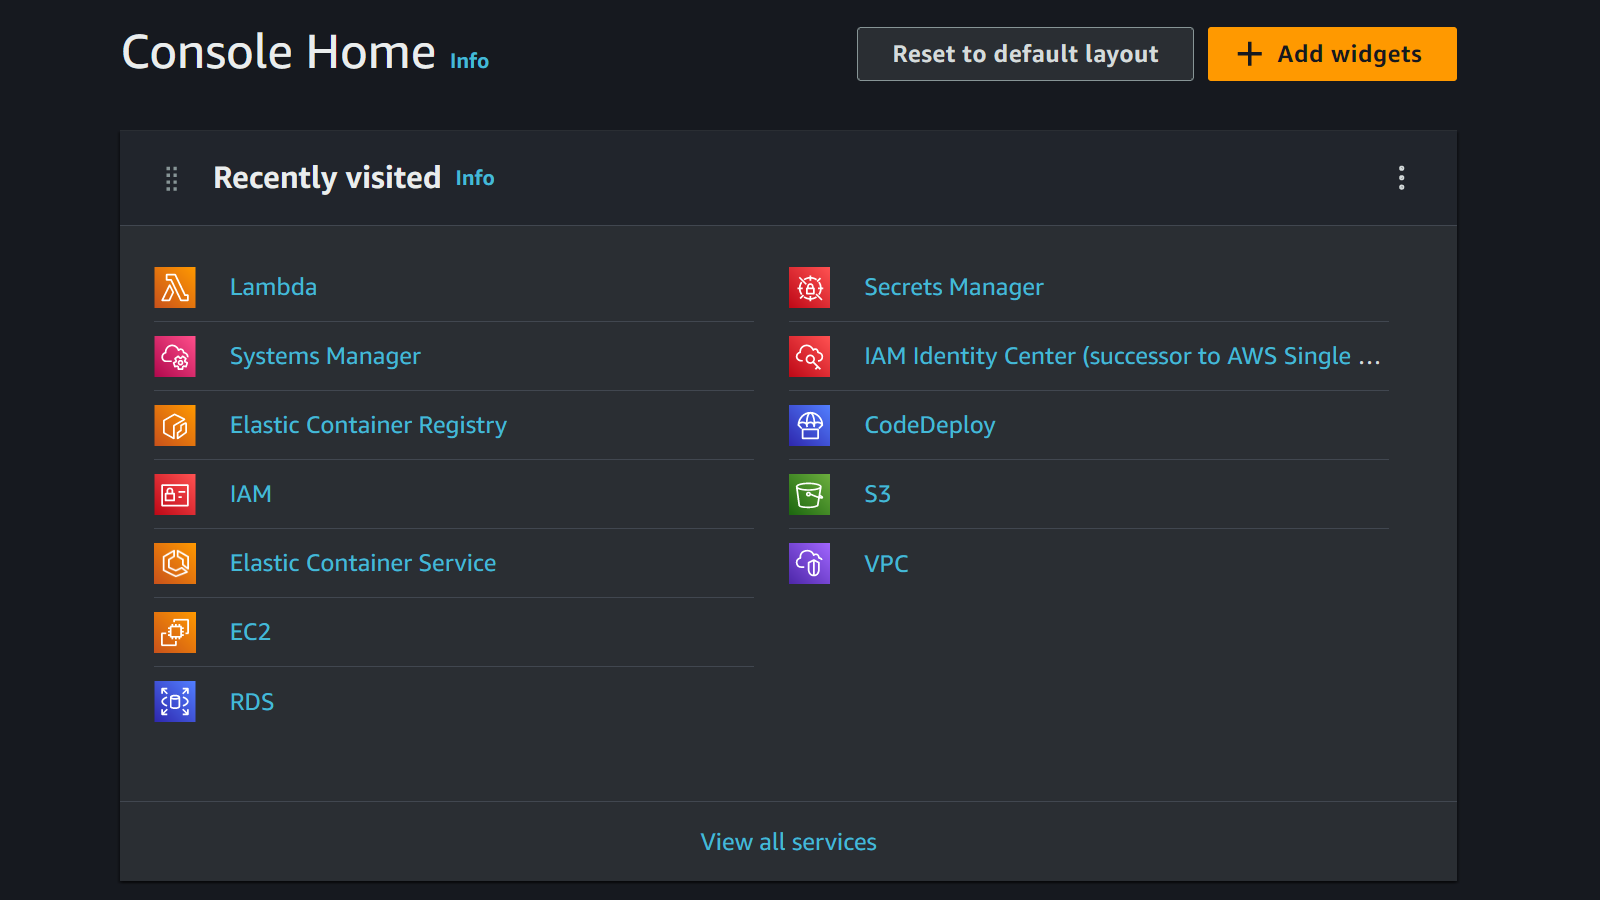 Console Home Info
Reset to default layout
+ Add widgets
Recently visited Info
Lambda
Systems Manager
Elastic Container Registry
IAM
Elastic Container Service
EC2
RDS
Secrets Manager
IAM Identity Center (successor to AWS Single ...
CodeDeploy
S3
VPC
View all services